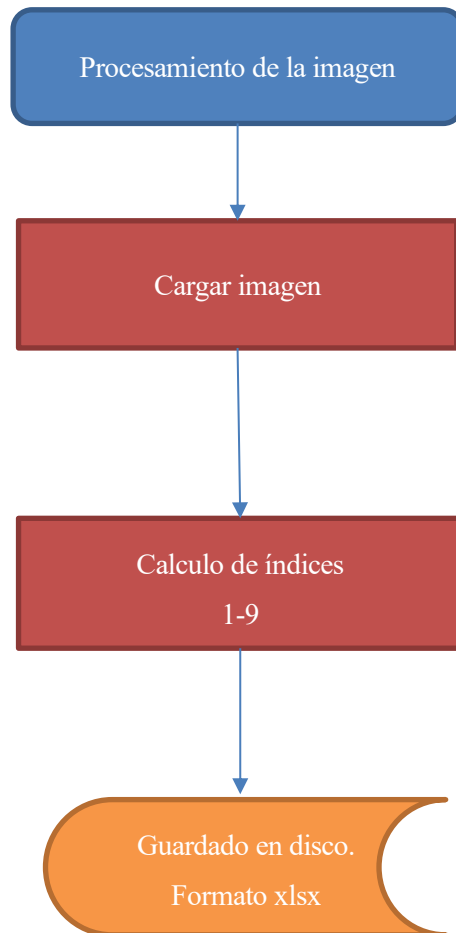 Procesamiento de la imagen
Cargar imagen
Calculo de índices
1-9
Guardado en disco.
Formato xlsx